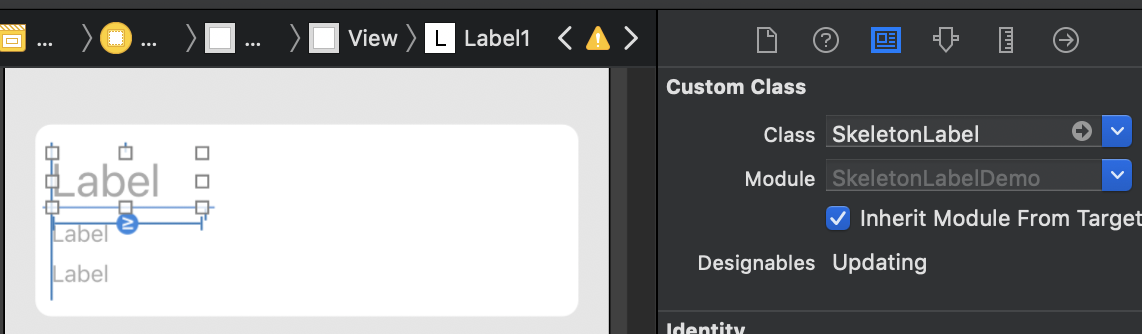 ... ... ... View L Label1
Custom Class
Class SkeletonLabel
Module SkeletonLabelDemo
Inherit Module From Target
Designables Updating
Identity
Label
Label
Label